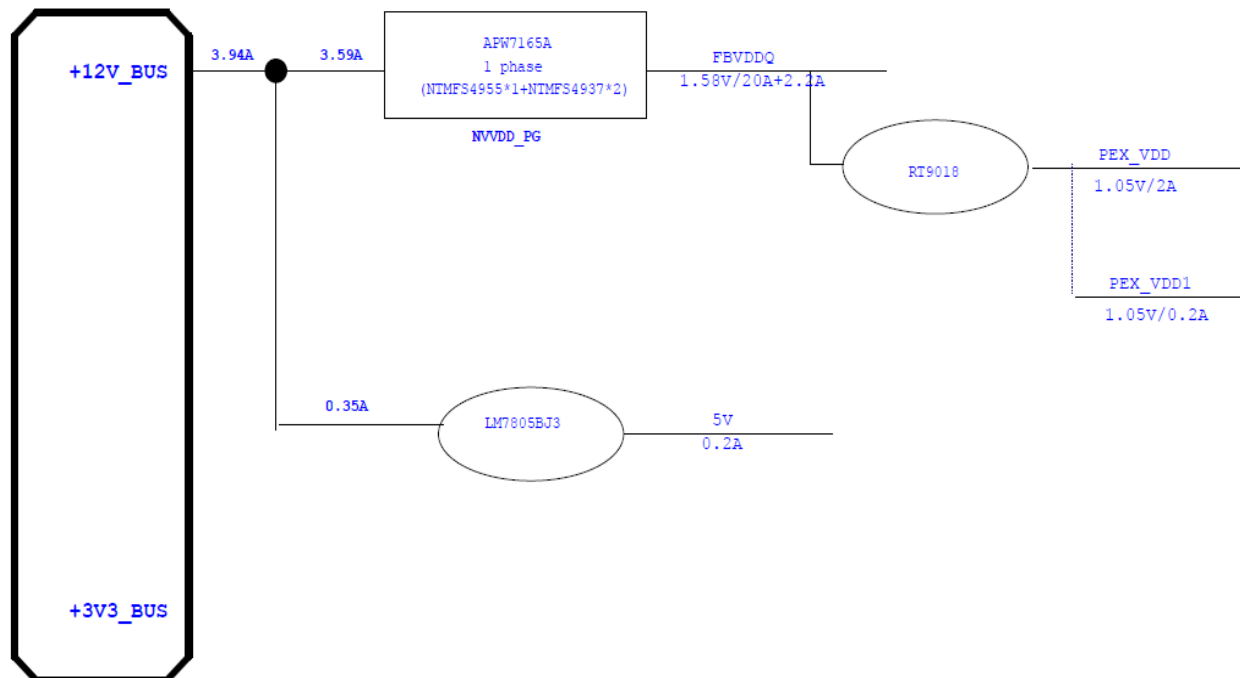 +12V_BUS
3.94A
3.59A
APW7165A
1 phase
(NTMFS4955*1+NTMFS4937*2)
NVVDD_PG
FBVDDQ
1.58V/20A+2.2A
RT9018
PEX_VDD
1.05V/2A
PEX_VDD1
1.05V/0.2A
0.35A
LM7805BJ3
5V
0.2A
+3V3_BUS